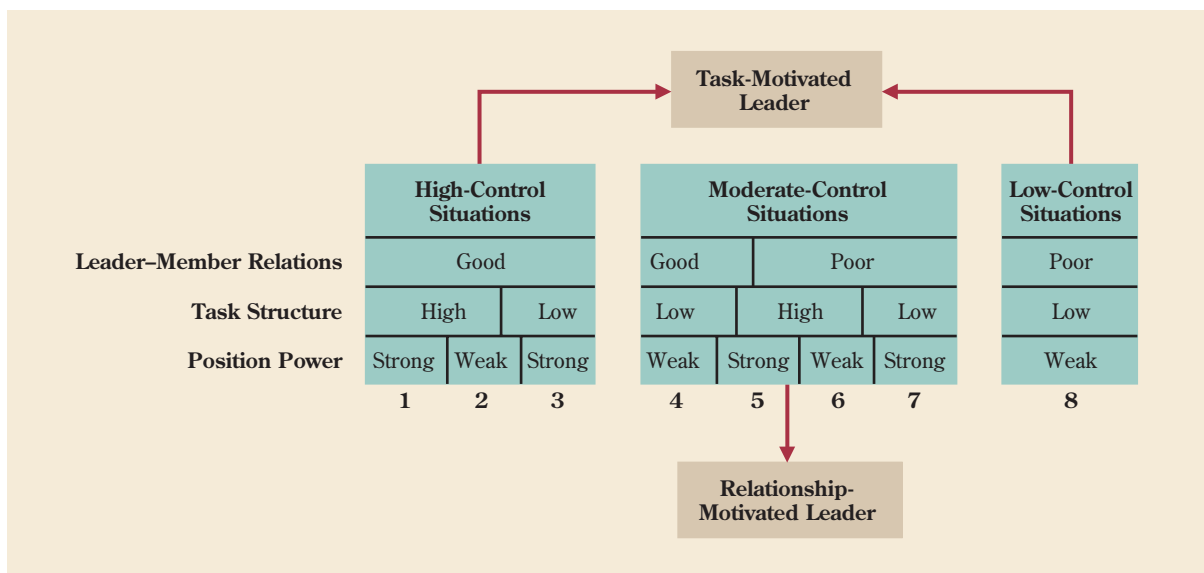 Task-Motivated
Leader
High-Control
Situations
Moderate-Control
Situations
Low-Control
Situations
Leader–Member Relations Good Good Poor Poor
Task Structure High Low Low High Low Low
Position Power Strong Weak Strong Weak Strong Weak Strong Weak
1 2 3 4 5 6 7 8
Relationship-
Motivated Leader